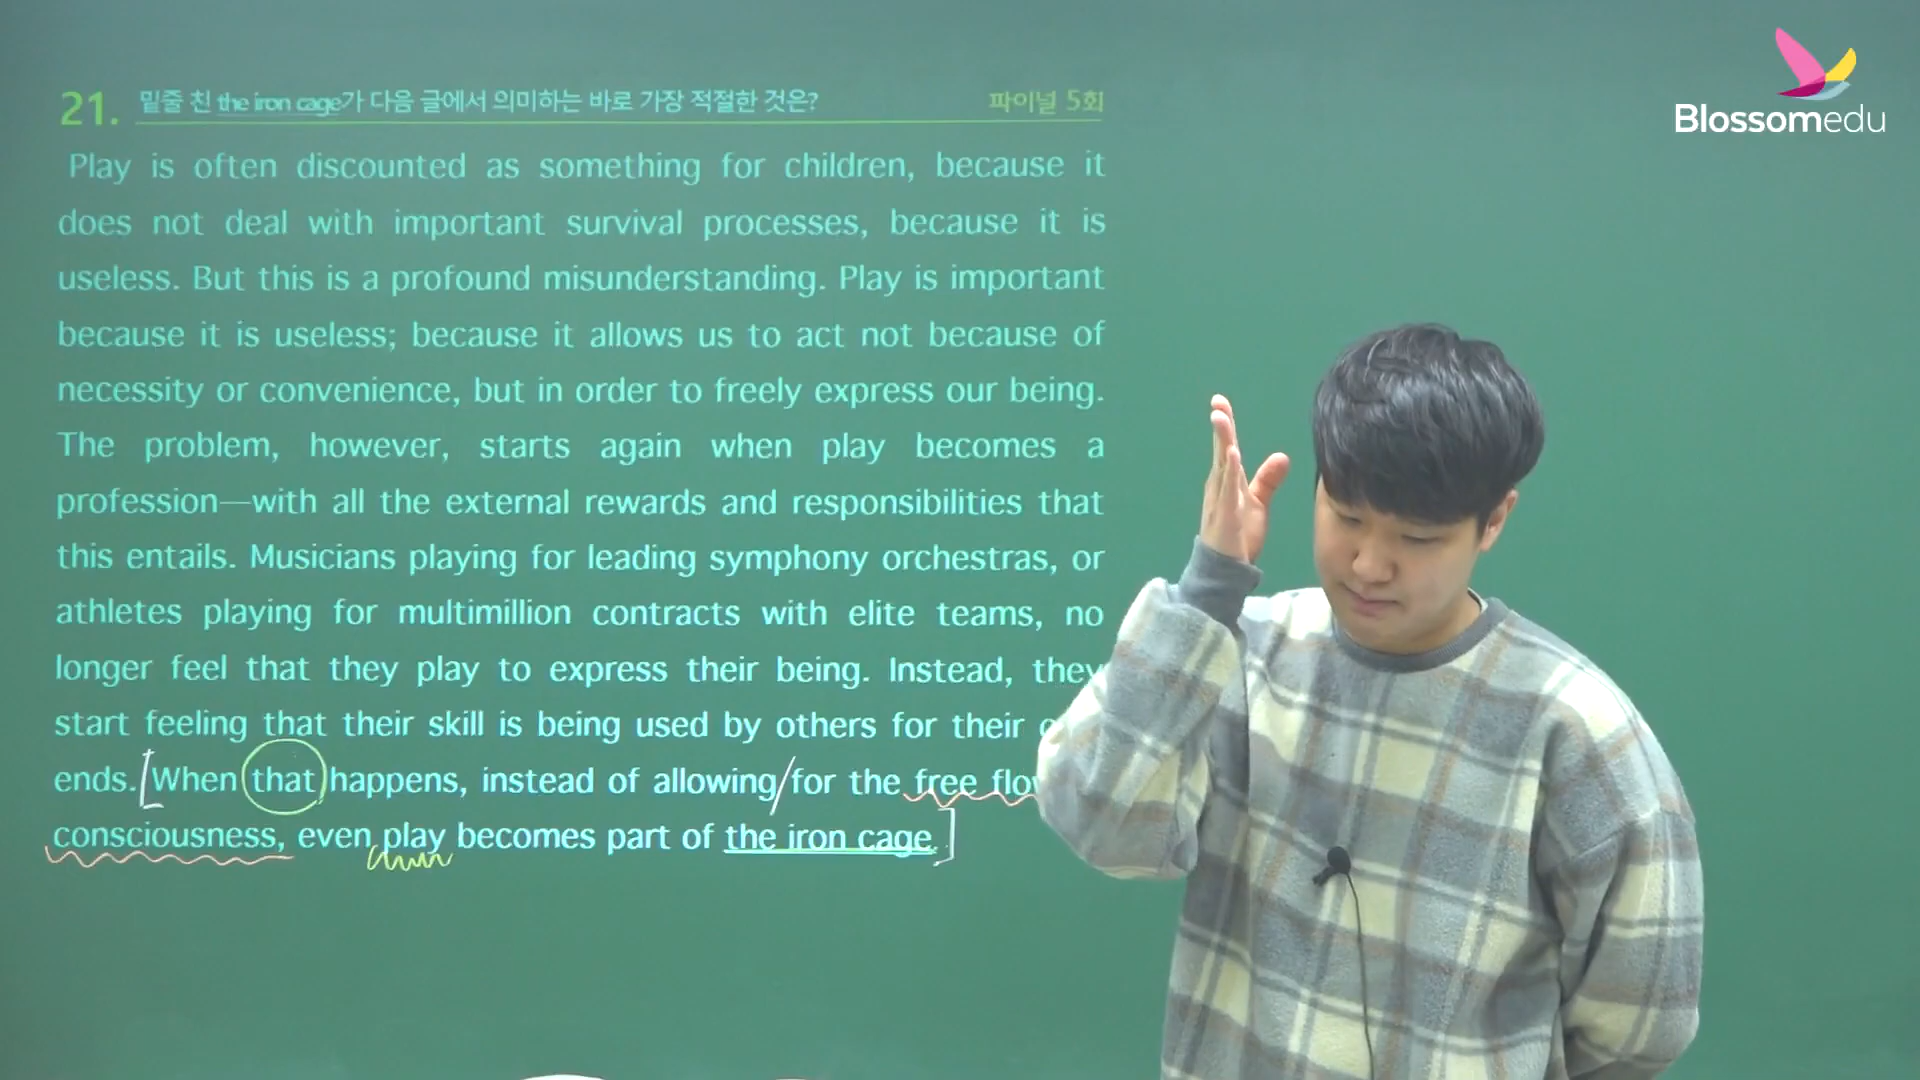 Blossomedu
21. 밑줄 친 the iron cage가 다음 글에서 의미하는 바로 가장 적절한 것은? 파이널 5회
Play is often discounted as something for children, because it
does not deal with important survival processes, because it is
useless. But this is a profound misunderstanding. Play is important
because it is useless; because it allows us to act not because of
necessity or convenience, but in order to freely express our being.
The problem, however, starts again when play becomes a
profession—with all the external rewards and responsibilities that
this entails. Musicians playing for leading symphony orchestras, or
athletes playing for multimillion contracts with elite teams, no
longer feel that they play to express their being. Instead, they
start feeling that their skill is being used by others for their
ends. [When that happens, instead of allowing/for the free
consciousness, even play becomes part of the iron cage.]